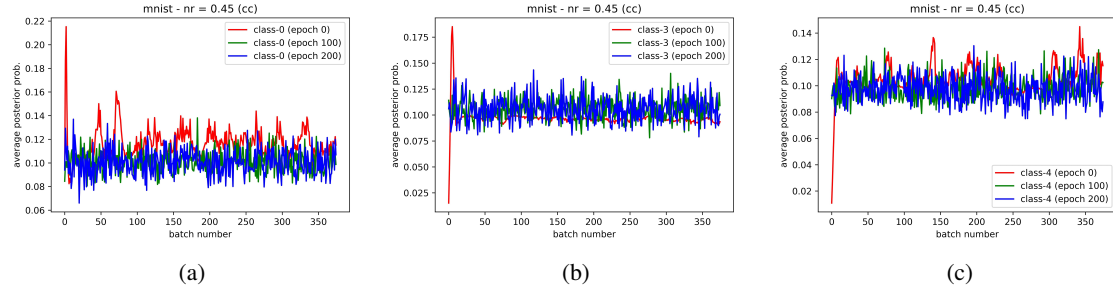 mnist - nr = 0.45 (cc)
average posterior prob.
0.22
0.20
0.18
0.16
0.14
0.12
0.10
0.08
0.06
class-0 (epoch 0)
class-0 (epoch 100)
class-0 (epoch 200)
0 50 100 150 200 250 300 350
batch number
(a)
mnist - nr = 0.45 (cc)
average posterior prob.
0.175
0.150
0.125
0.100
0.075
0.050
0.025
class-3 (epoch 0)
class-3 (epoch 100)
class-3 (epoch 200)
0 50 100 150 200 250 300 350
batch number
(b)
mnist - nr = 0.45 (cc)
average posterior prob.
0.14
0.12
0.10
0.08
0.06
0.04
0.02
class-4 (epoch 0)
class-4 (epoch 100)
class-4 (epoch 200)
0 50 100 150 200 250 300 350
batch number
(c)